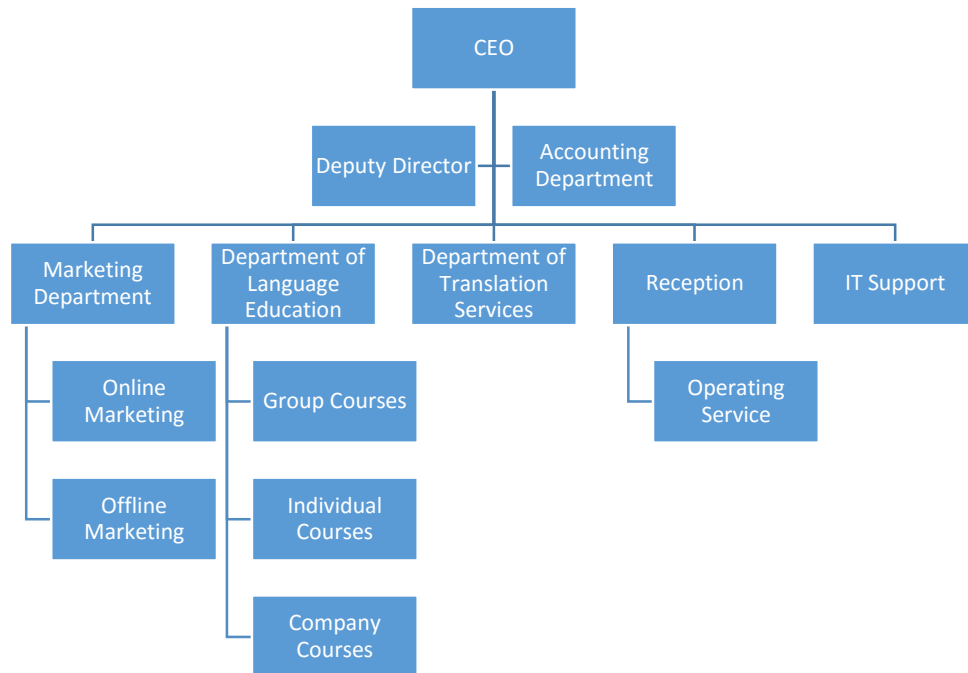 CEO
Deputy Director
Accounting
Department
Marketing
Department
Department of
Language
Education
Department of
Translation
Services
Reception
IT Support
Online
Marketing
Group Courses
Operating
Service
Offline
Marketing
Individual
Courses
Company
Courses